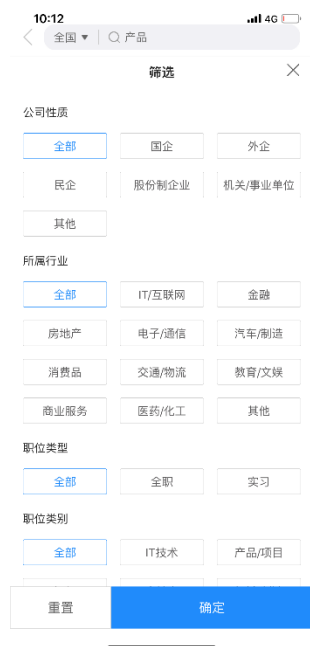 10:12 4G
全国 ▼ 产品
筛选
公司性质
全部 国企 外企
民企 股份制企业 机关/事业单位
其他
所属行业
全部 IT/互联网 金融
房地产 电子/通信 汽车/制造
消费品 交通/物流 教育/文娱
商业服务 医药/化工 其他
职位类型
全部 全职 实习
职位类别
全部 IT技术 产品/项目
重置 确定